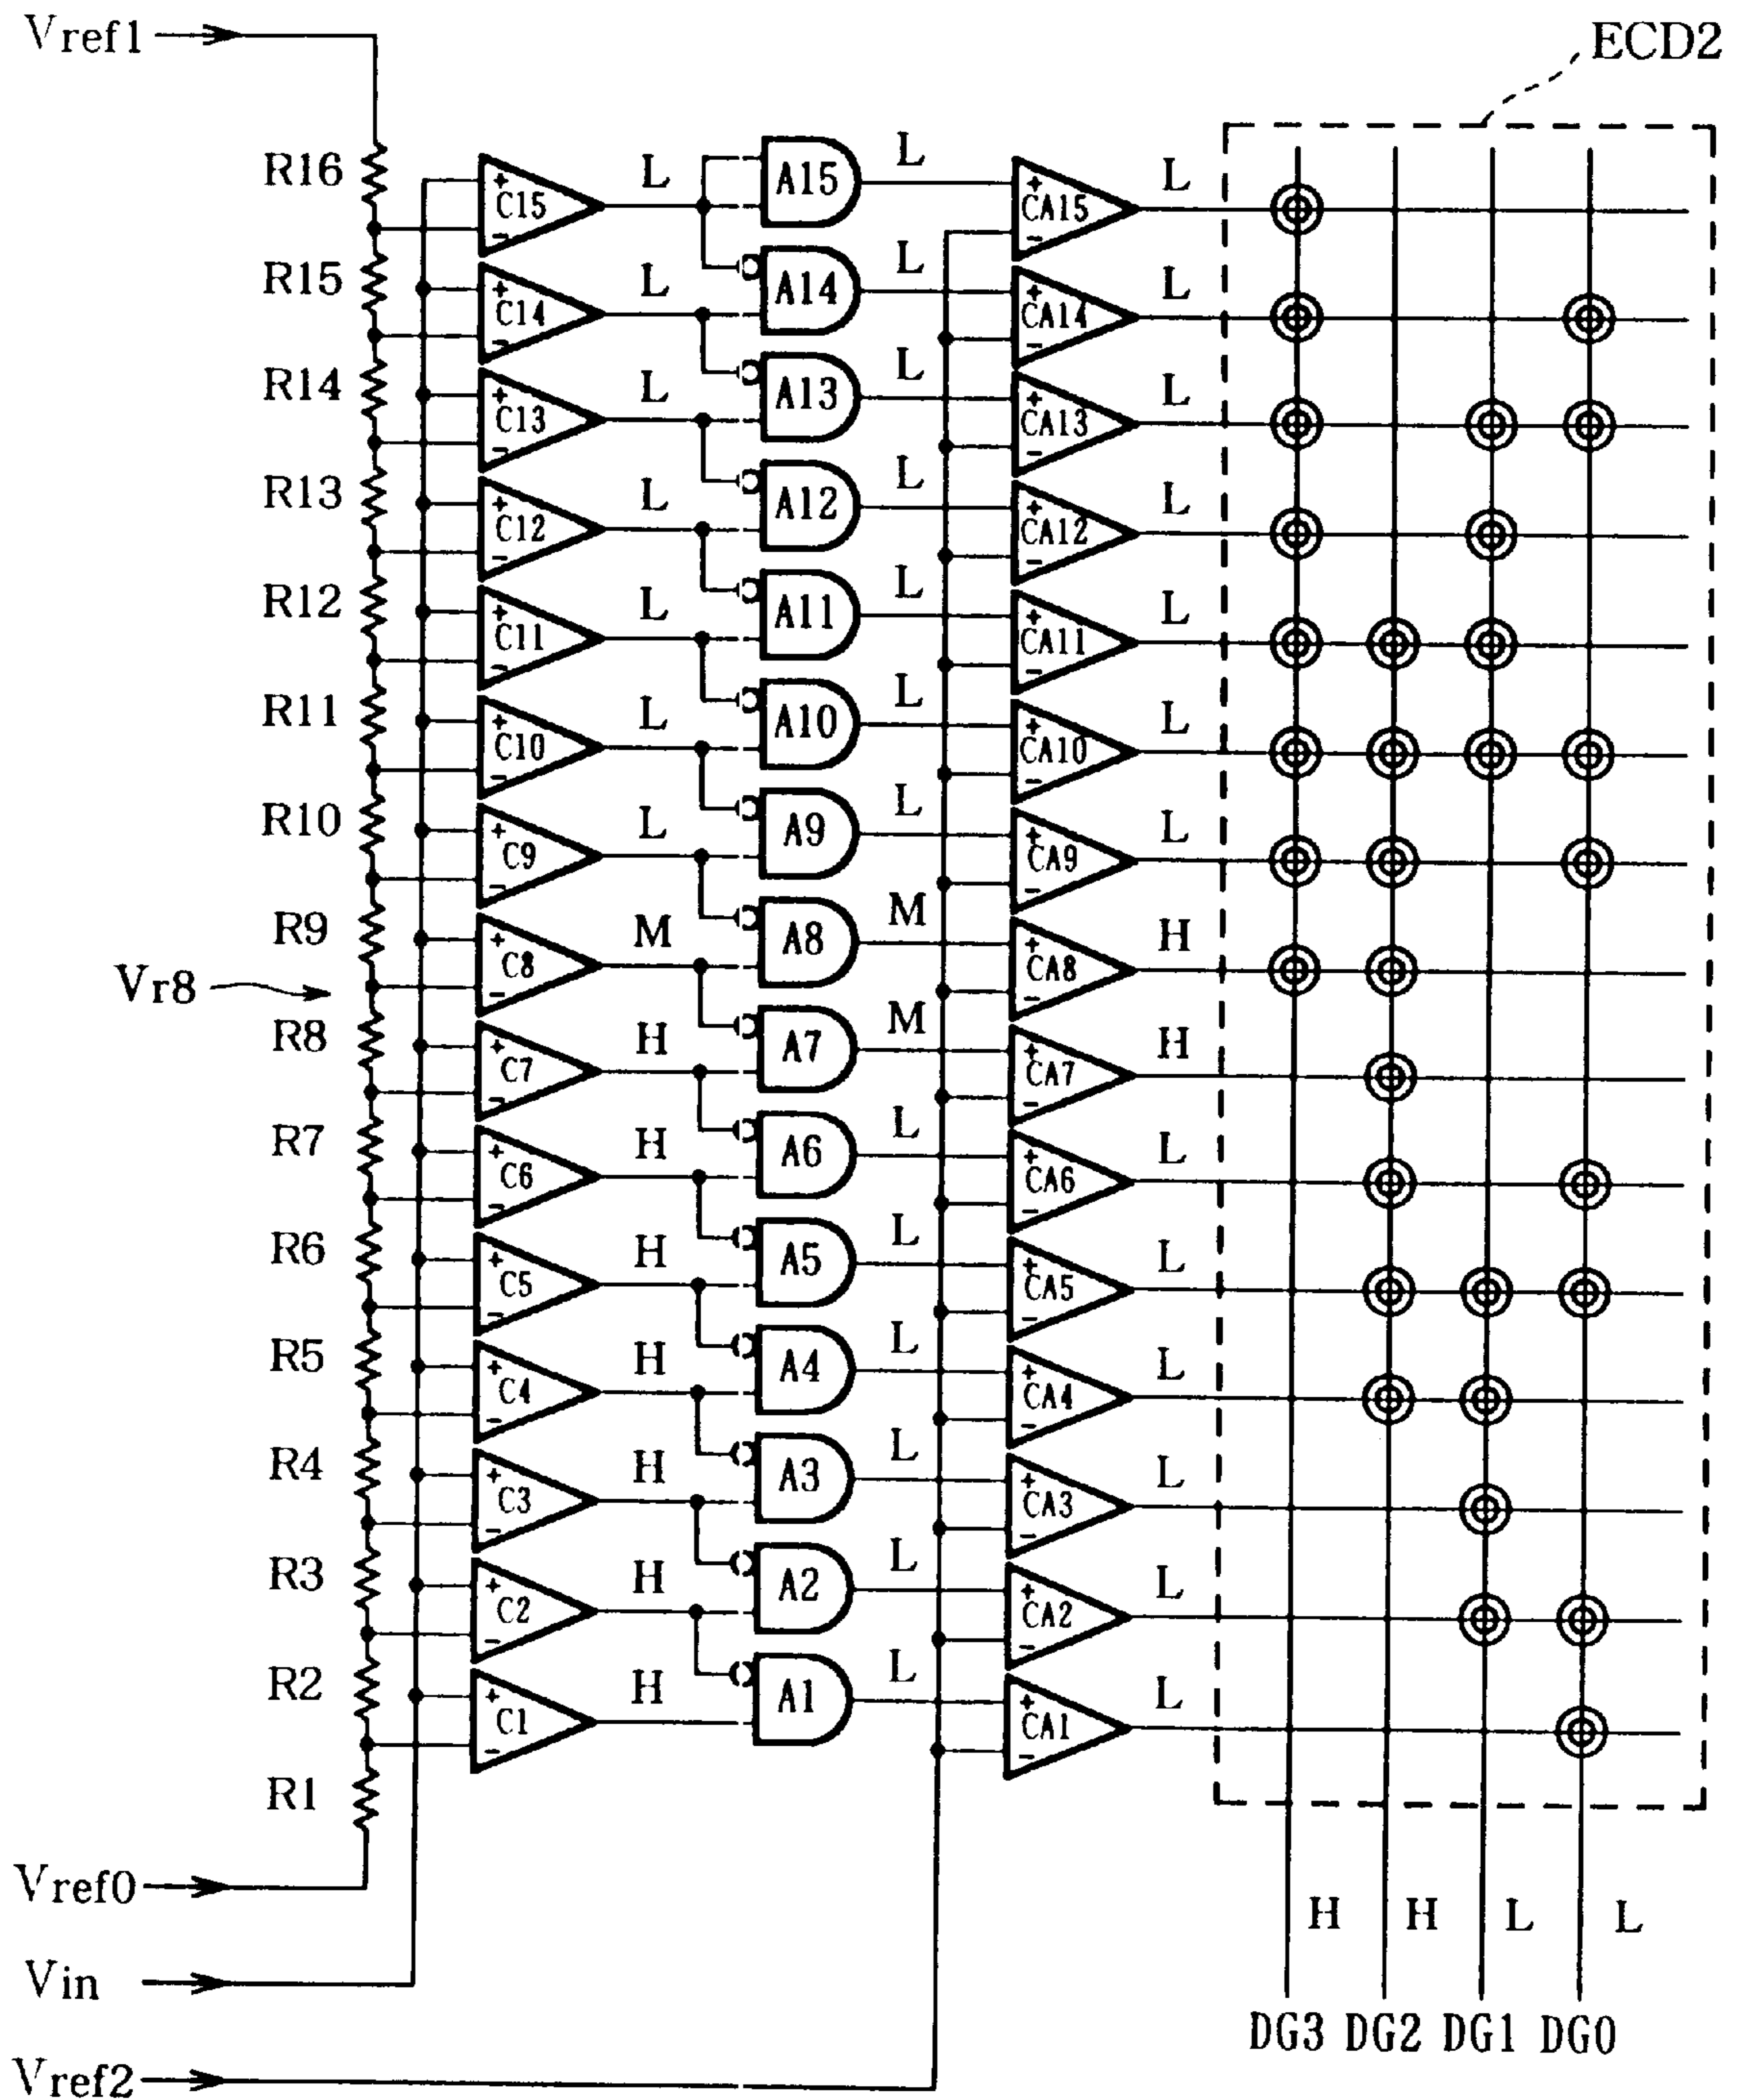 Vref1
ECD2
R16 C15 L A15 L CA15 L
R15 C14 L A14 L CA14 L
R14 C13 L A13 L CA13 L
R13 C12 L A12 L CA12 L
R12 C11 L A11 L CA11 L
R11 C10 L A10 L CA10 L
R10 C9 L A9 L CA9 L
R9 C8 M A8 M CA8 H
Vr8
R8 C7 H A7 M CA7 H
R7 C6 H A6 L CA6 L
R6 C5 H A5 L CA5 L
R5 C4 H A4 L CA4 L
R4 C3 H A3 L CA3 L
R3 C2 H A2 L CA2 L
R2 C1 H A1 L CA1 L
R1
Vref0
H H L L
Vin
DG3 DG2 DG1 DG0
Vref2